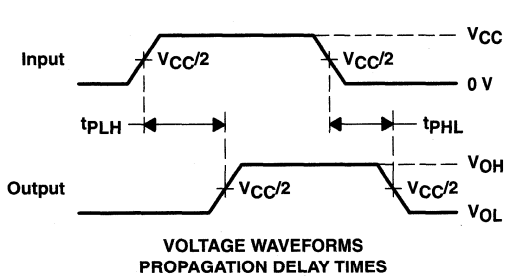 VCC
Input
VCC/2
VCC/2
0 V
tPLH
tPHL
VOH
Output
VCC/2
VCC/2
VOL
VOLTAGE WAVEFORMS
PROPAGATION DELAY TIMES